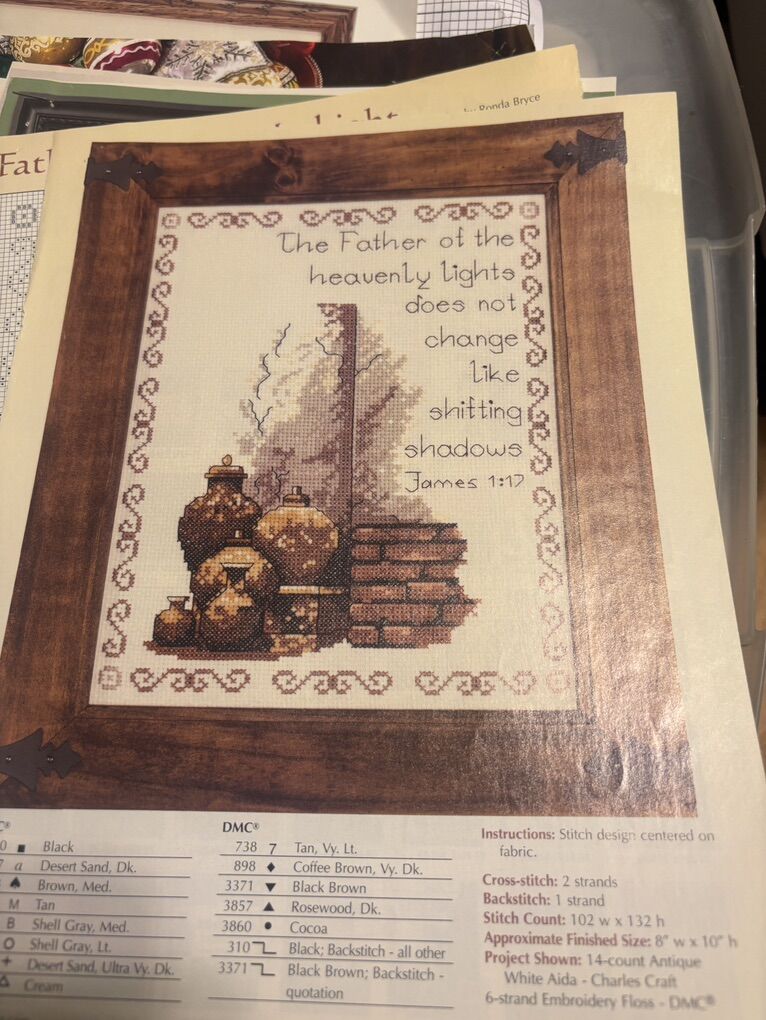 by Ronda Bryce
Fat
The Father of the
heavenly lights
does not
change
like
shifting
shadows
James 1:17
0 ■ Black
7 a Desert Sand, Dk.
♠ Brown, Med.
M Tan
B Shell Gray, Med.
O Shell Gray, Lt.
+ Desert Sand, Ultra Vy. Dk.
△ Cream
DMC®
738 7 Tan, Vy. Lt.
898 ♦ Coffee Brown, Vy. Dk.
3371 ▼ Black Brown
3857 ▲ Rosewood, Dk.
3860 ● Cocoa
310 Black; Backstitch - all other
3371 Black Brown; Backstitch -
quotation
Instructions: Stitch design centered on
fabric.
Cross-stitch: 2 strands
Backstitch: 1 strand
Stitch Count: 102 w x 132 h
Approximate Finished Size: 8" w x 10" h
Project Shown: 14-count Antique
White Aida - Charles Craft
6-strand Embroidery Floss - DMC®